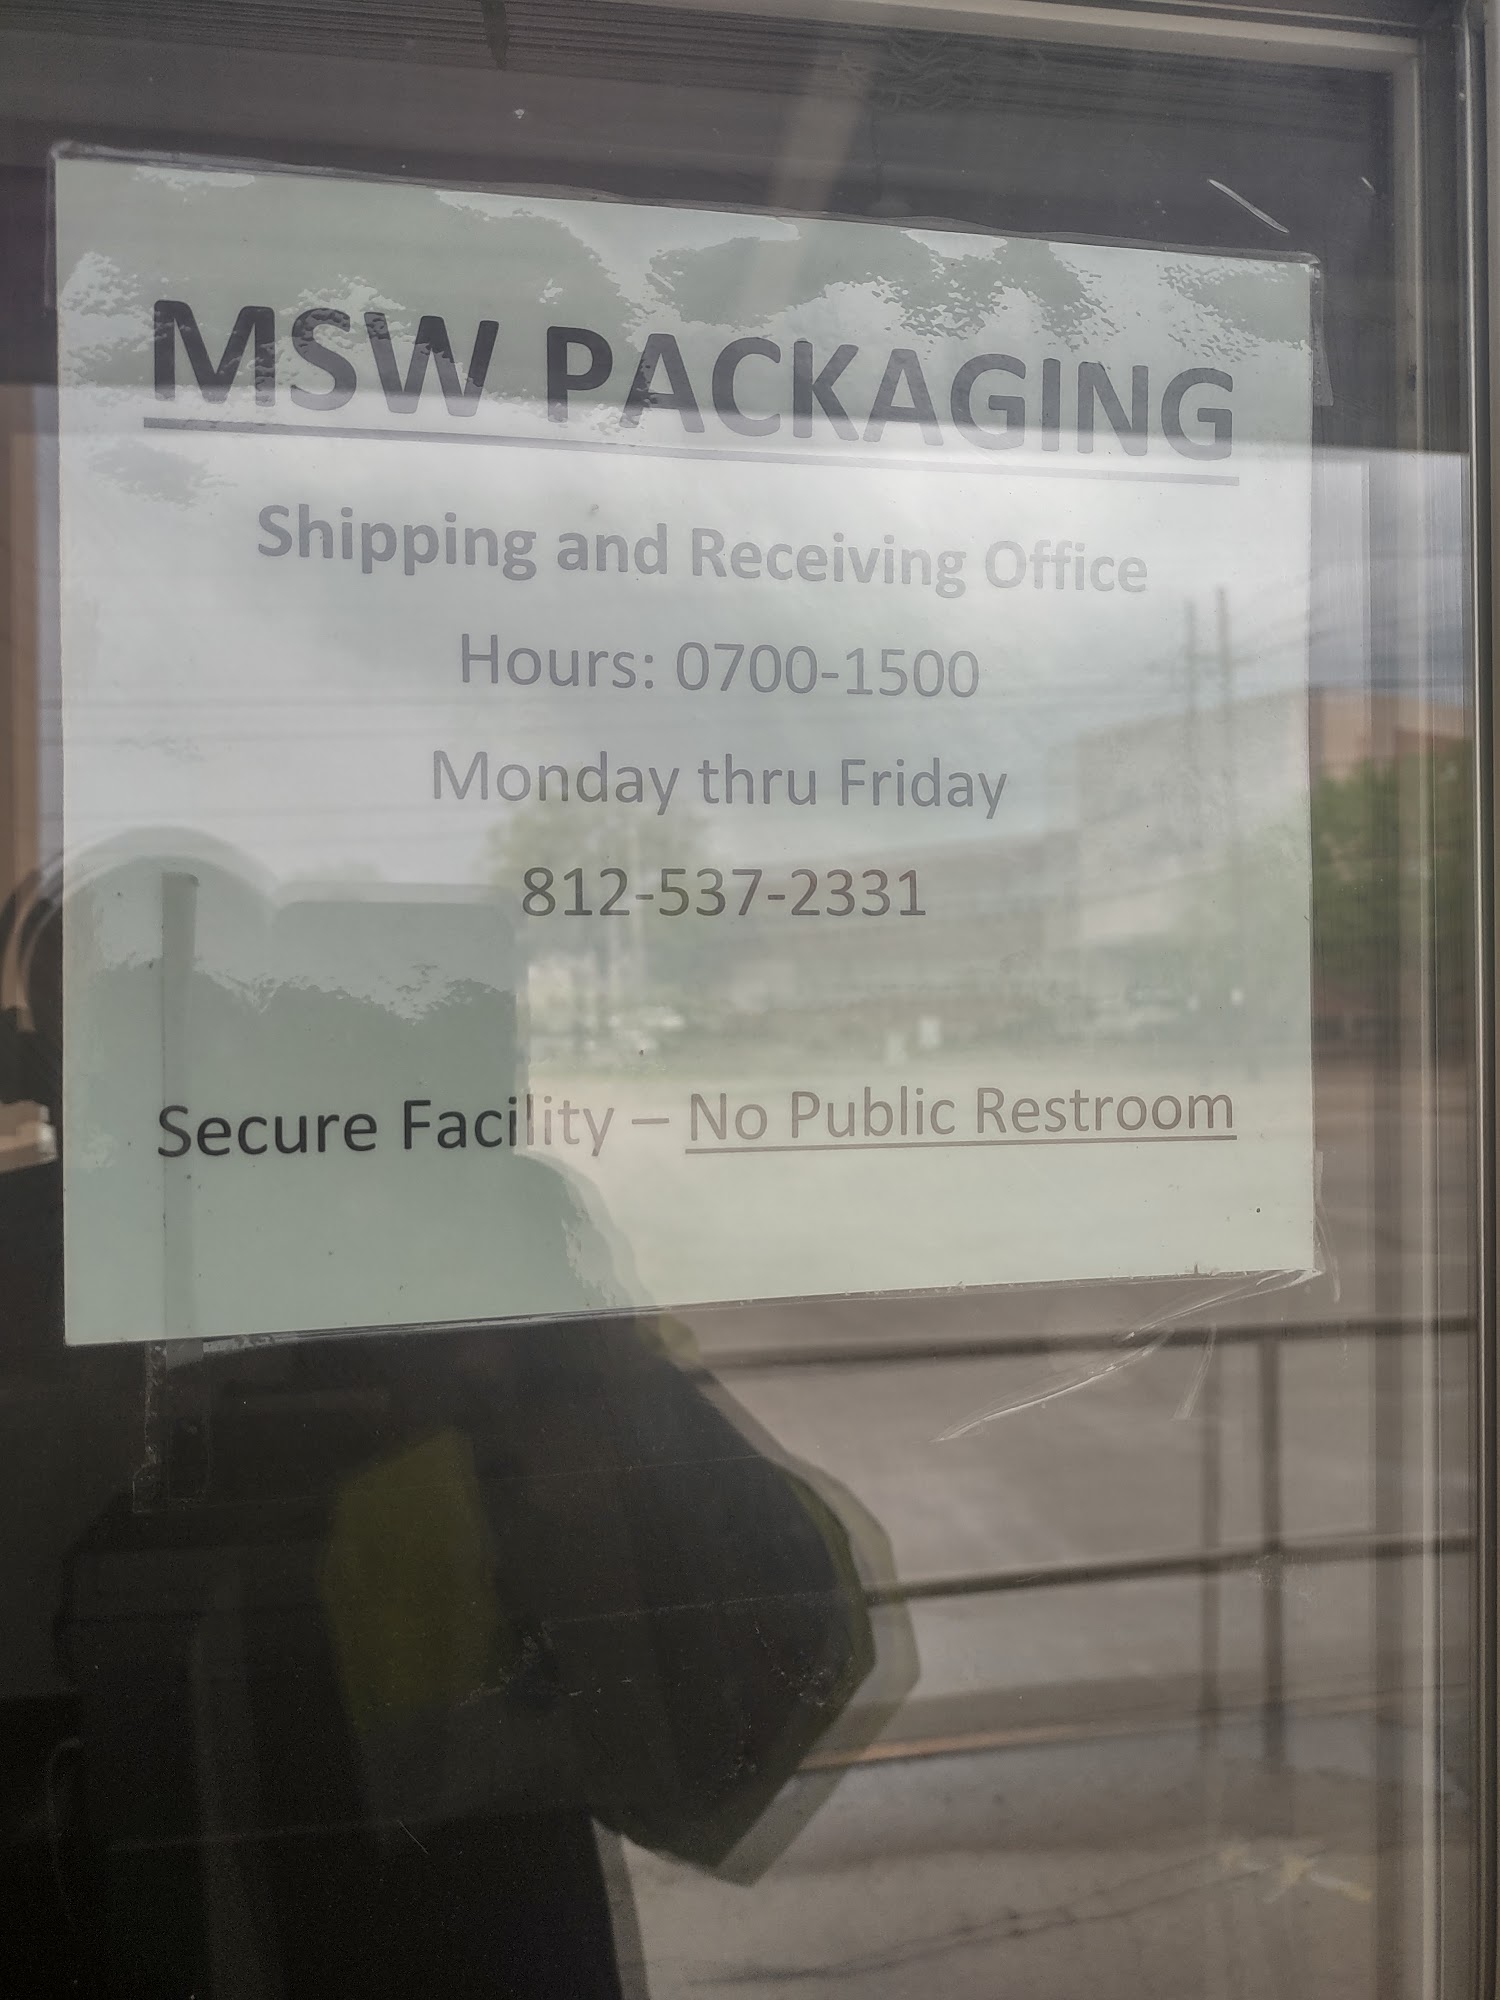 MSW PACKAGING
Shipping and Receiving Office
Hours: 0700-1500
Monday thru Friday
812-537-2331
Secure Facility – No Public Restroom